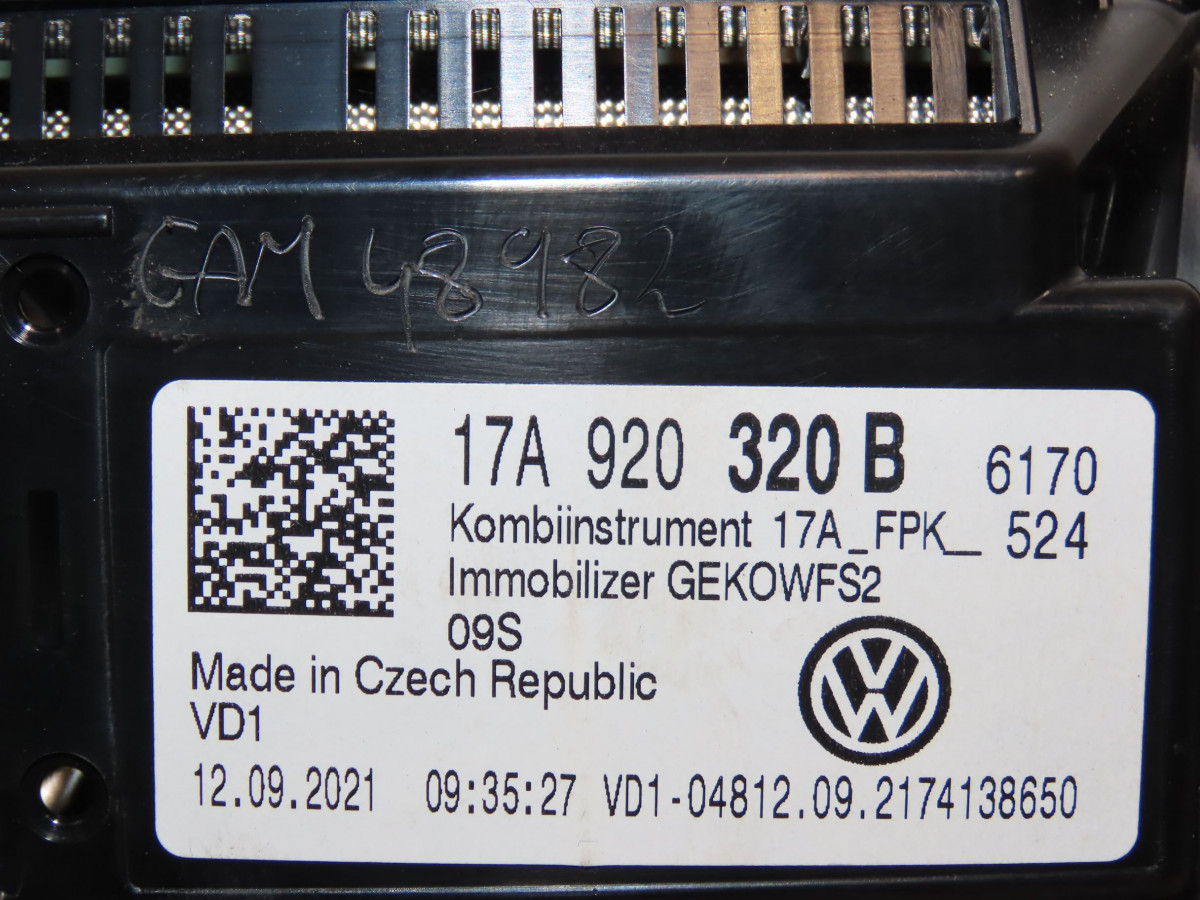 GAM 48982
17A 920 320 B 6170
Kombiinstrument 17A_FPK__ 524
Immobilizer GEKOWFS2
09S
Made in Czech Republic
VD1
12.09.2021 09:35:27 VD1-04812.09.2174138650